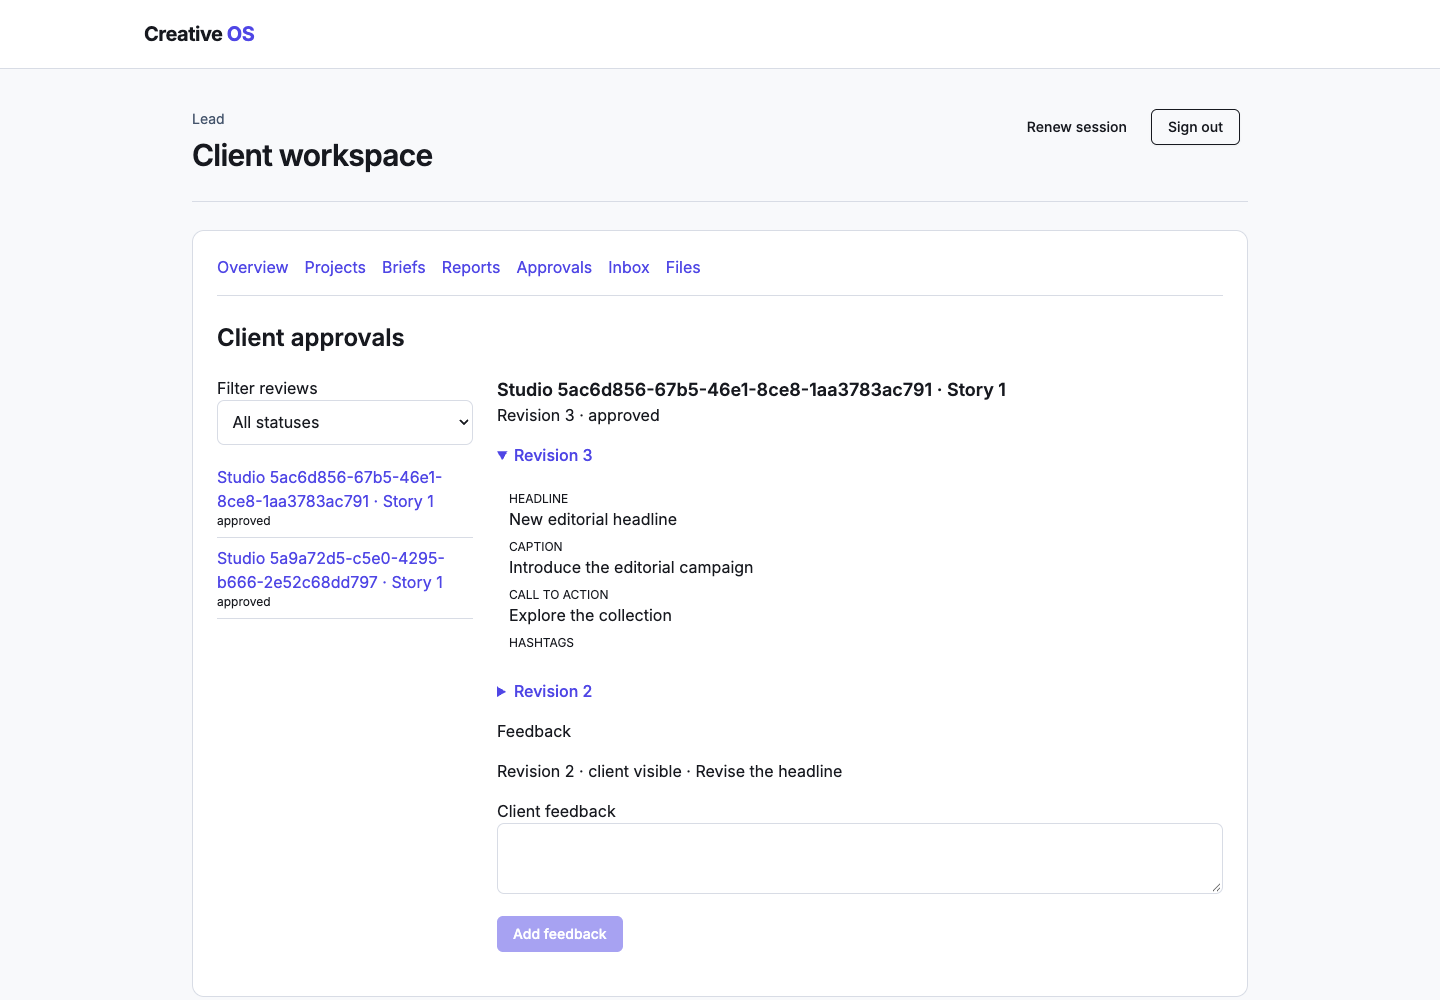 Creative OS
Lead
Client workspace
Renew session
Sign out
Overview Projects Briefs Reports Approvals Inbox Files
Client approvals
Filter reviews
All statuses
Studio 5ac6d856-67b5-46e1-
8ce8-1aa3783ac791 · Story 1
approved
Studio 5a9a72d5-c5e0-4295-
b666-2e52c68dd797 · Story 1
approved
Studio 5ac6d856-67b5-46e1-8ce8-1aa3783ac791 · Story 1
Revision 3 · approved
Revision 3
HEADLINE
New editorial headline
CAPTION
Introduce the editorial campaign
CALL TO ACTION
Explore the collection
HASHTAGS
Revision 2
Feedback
Revision 2 · client visible · Revise the headline
Client feedback
Add feedback